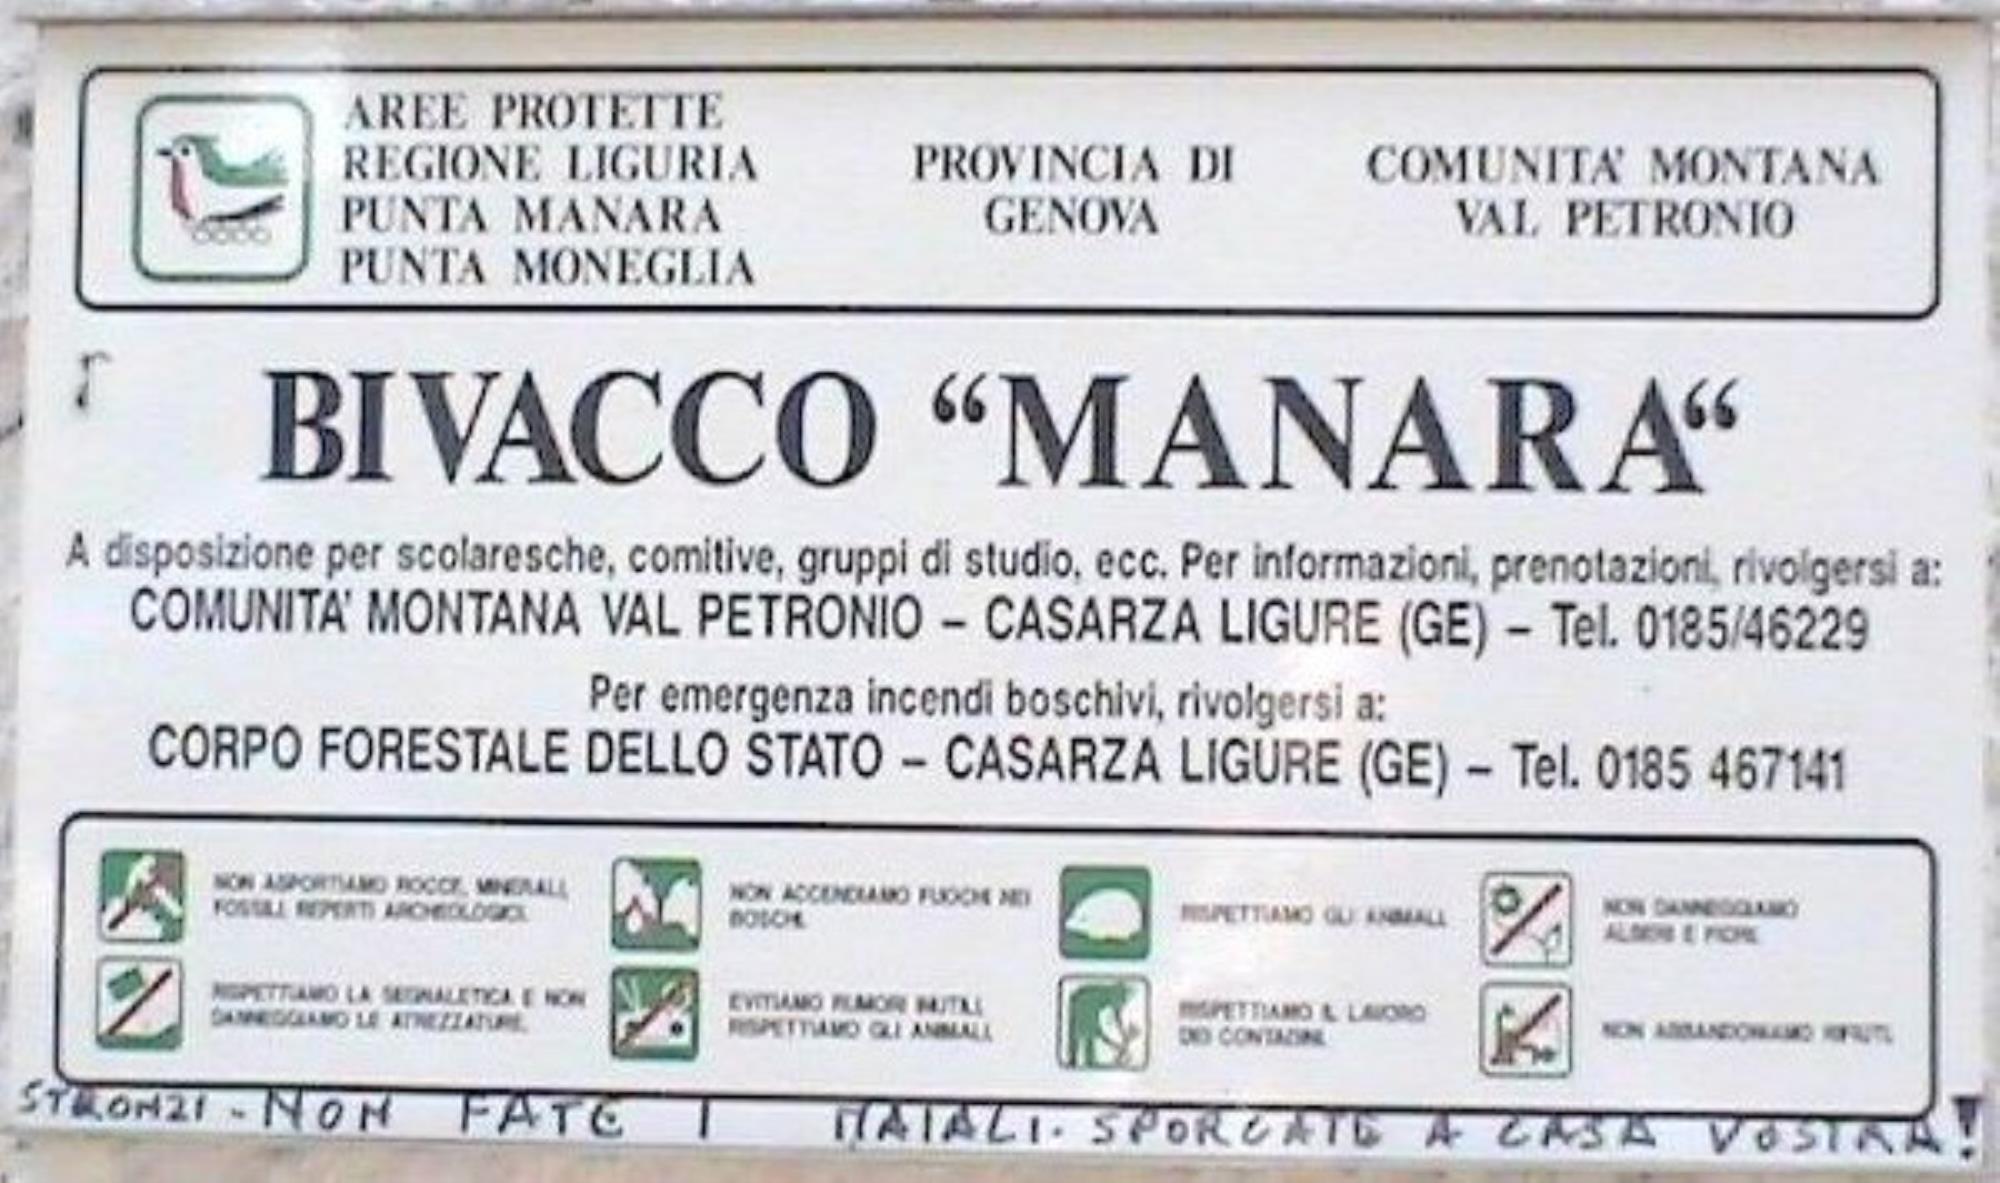 AREE PROTETTE
REGIONE LIGURIA
PUNTA MANARA
PUNTA MONEGLIA
PROVINCIA DI
GENOVA
COMUNITA' MONTANA
VAL PETRONIO
BIVACCO “MANARA“
A disposizione per scolaresche, comitive, gruppi di studio, ecc. Per informazioni, prenotazioni, rivolgersi a:
COMUNITA' MONTANA VAL PETRONIO – CASARZA LIGURE (GE) – Tel. 0185/46229
Per emergenza incendi boschivi, rivolgersi a:
CORPO FORESTALE DELLO STATO – CASARZA LIGURE (GE) – Tel. 0185 467141
NON ASPORTIAMO ROCCE, MINERALI,
FOSSILI, REPERTI ARCHEOLOGICI.
NON ACCENDIAMO FUOCHI NEI
BOSCHI.
RISPETTIAMO GLI ANIMALI.
NON DANNEGGIAMO
ALBERI E FIORI.
RISPETTIAMO LA SEGNALETICA E NON
DANNEGGIAMO LE ATREZZATURE.
EVITIAMO RUMORI INUTILI,
RISPETTIAMO GLI ANIMALI.
RISPETTIAMO IL LAVORO
DEI CONTADINI.
NON ABBANDONIAMO RIFIUTI.
STRONZI - NON FATE I MAIALI. SPORCATE A CASA VOSTRA!